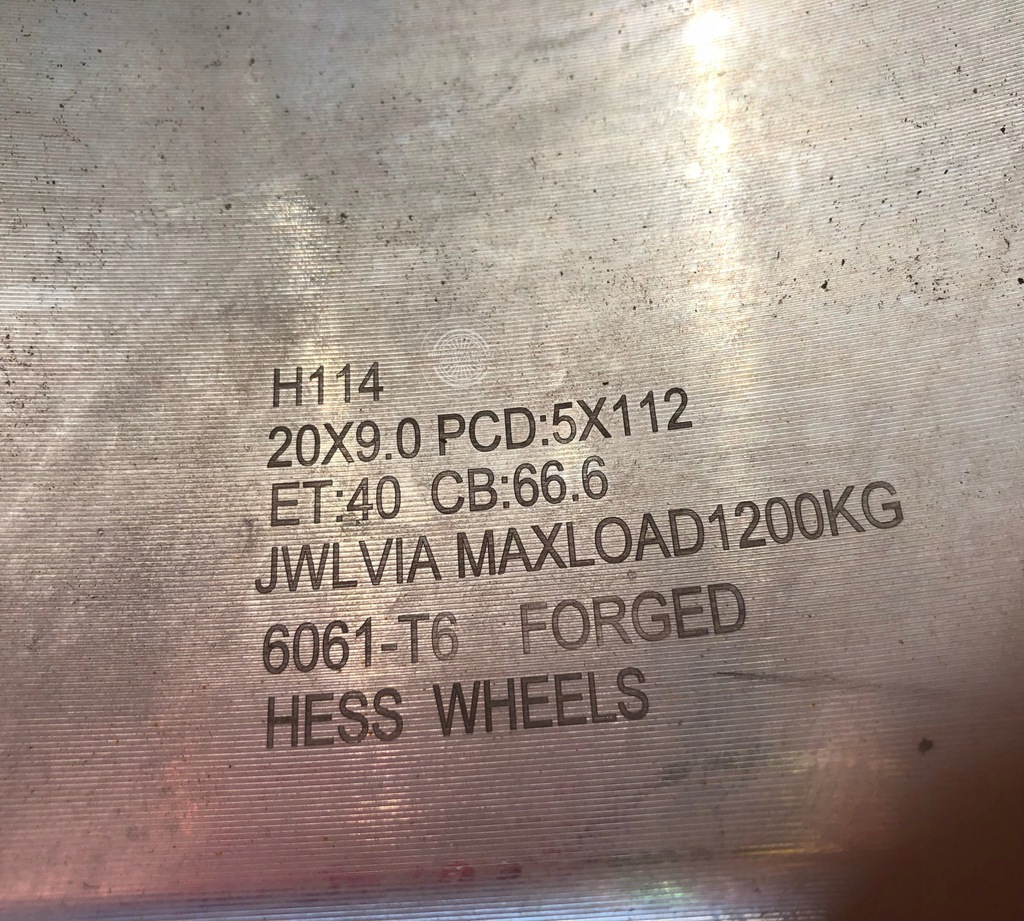 H114
20X9.0 PCD:5X112
ET:40 CB:66.6
JWLVIA MAXLOAD1200KG
6061-T6 FORGED
HESS WHEELS